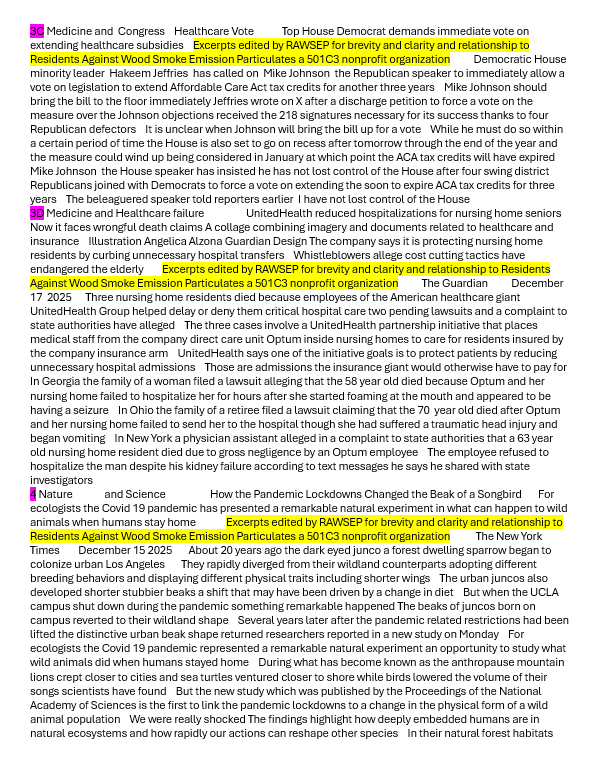 3C Medicine and Congress Healthcare Vote Top House Democrat demands immediate vote on
extending healthcare subsidies Excerpts edited by RAWSEP for brevity and clarity and relationship to
Residents Against Wood Smoke Emission Particulates a 501C3 nonprofit organization Democratic House
minority leader Hakeem Jeffries has called on Mike Johnson the Republican speaker to immediately allow a
vote on legislation to extend Affordable Care Act tax credits for another three years Mike Johnson should
bring the bill to the floor immediately Jeffries wrote on X after a discharge petition to force a vote on the
measure over the Johnson objections received the 218 signatures necessary for its success thanks to four
Republican defectors It is unclear when Johnson will bring the bill up for a vote While he must do so within
a certain period of time the House is also set to go on recess after tomorrow through the end of the year and
the measure could wind up being considered in January at which point the ACA tax credits will have expired
Mike Johnson the House speaker has insisted he has not lost control of the House after four swing district
Republicans joined with Democrats to force a vote on extending the soon to expire ACA tax credits for three
years The beleaguered speaker told reporters earlier I have not lost control of the House
3D Medicine and Healthcare failure UnitedHealth reduced hospitalizations for nursing home seniors
Now it faces wrongful death claims A collage combining imagery and documents related to healthcare and
insurance Illustration Angelica Alzona Guardian Design The company says it is protecting nursing home
residents by curbing unnecessary hospital transfers Whistleblowers allege cost cutting tactics have
endangered the elderly Excerpts edited by RAWSEP for brevity and clarity and relationship to Residents
Against Wood Smoke Emission Particulates a 501C3 nonprofit organization The Guardian December
17 2025 Three nursing home residents died because employees of the American healthcare giant
UnitedHealth Group helped delay or deny them critical hospital care two pending lawsuits and a complaint to
state authorities have alleged The three cases involve a UnitedHealth partnership initiative that places
medical staff from the company direct care unit Optum inside nursing homes to care for residents insured by
the company insurance arm UnitedHealth says one of the initiative goals is to protect patients by reducing
unnecessary hospital admissions Those are admissions the insurance giant would otherwise have to pay for
In Georgia the family of a woman filed a lawsuit alleging that the 58 year old died because Optum and her
nursing home failed to hospitalize her for hours after she started foaming at the mouth and appeared to be
having a seizure In Ohio the family of a retiree filed a lawsuit claiming that the 70 year old died after Optum
and her nursing home failed to send her to the hospital though she had suffered a traumatic head injury and
began vomiting In New York a physician assistant alleged in a complaint to state authorities that a 63 year
old nursing home resident died due to gross negligence by an Optum employee The employee refused to
hospitalize the man despite his kidney failure according to text messages he says he shared with state
investigators
4 Nature and Science How the Pandemic Lockdowns Changed the Beak of a Songbird For
ecologists the Covid 19 pandemic has presented a remarkable natural experiment in what can happen to wild
animals when humans stay home Excerpts edited by RAWSEP for brevity and clarity and relationship to
Residents Against Wood Smoke Emission Particulates a 501C3 nonprofit organization The New York
Times December 15 2025 About 20 years ago the dark eyed junco a forest dwelling sparrow began to
colonize urban Los Angeles They rapidly diverged from their wildland counterparts adopting different
breeding behaviors and displaying different physical traits including shorter wings The urban juncos also
developed shorter stubbier beaks a shift that may have been driven by a change in diet But when the UCLA
campus shut down during the pandemic something remarkable happened The beaks of juncos born on
campus reverted to their wildland shape Several years later after the pandemic related restrictions had been
lifted the distinctive urban beak shape returned researchers reported in a new study on Monday For
ecologists the Covid 19 pandemic represented a remarkable natural experiment an opportunity to study what
wild animals did when humans stayed home During what has become known as the anthropause mountain
lions crept closer to cities and sea turtles ventured closer to shore while birds lowered the volume of their
songs scientists have found But the new study which was published by the Proceedings of the National
Academy of Sciences is the first to link the pandemic lockdowns to a change in the physical form of a wild
animal population We were really shocked The findings highlight how deeply embedded humans are in
natural ecosystems and how rapidly our actions can reshape other species In their natural forest habitats